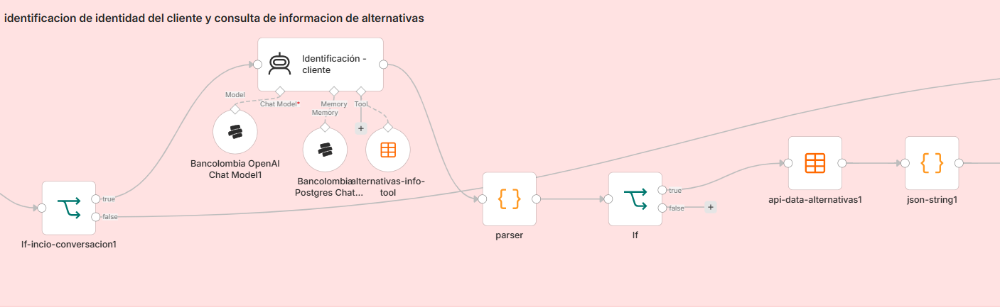 identificacion de identidad del cliente y consulta de informacion de alternativas
Identificación -
cliente
Model
Chat Model*
Memory
Memory
Tool
+
Bancolombia OpenAI
Chat Model1
Bancolombia
Postgres Chat...
alternativas-info-
tool
true
false
If-incio-conversacion1
parser
true
false
+
If
api-data-alternativas1
json-string1